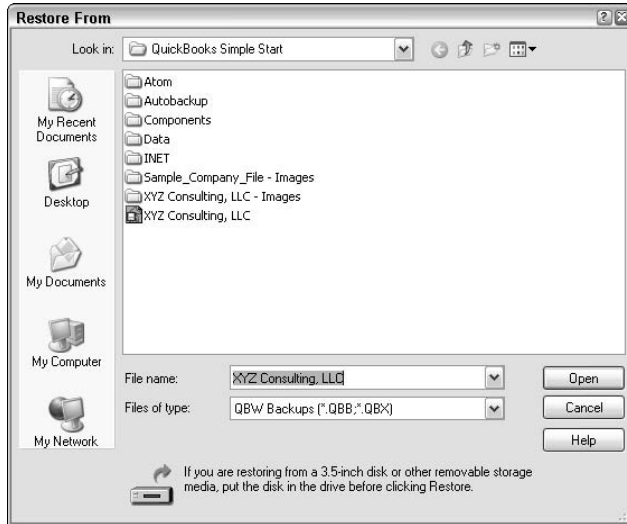 Restore From
Look in: QuickBooks Simple Start
My Recent
Documents
Desktop
My Documents
My Computer
My Network
Atom
Autobackup
Components
Data
INET
Sample_Company_File - Images
XYZ Consulting, LLC - Images
XYZ Consulting, LLC
File name: XYZ Consulting, LLC
Open
Files of type: QBW Backups (*.QBB;*.QBX)
Cancel
Help
If you are restoring from a 3.5-inch disk or other removable storage
media, put the disk in the drive before clicking Restore.